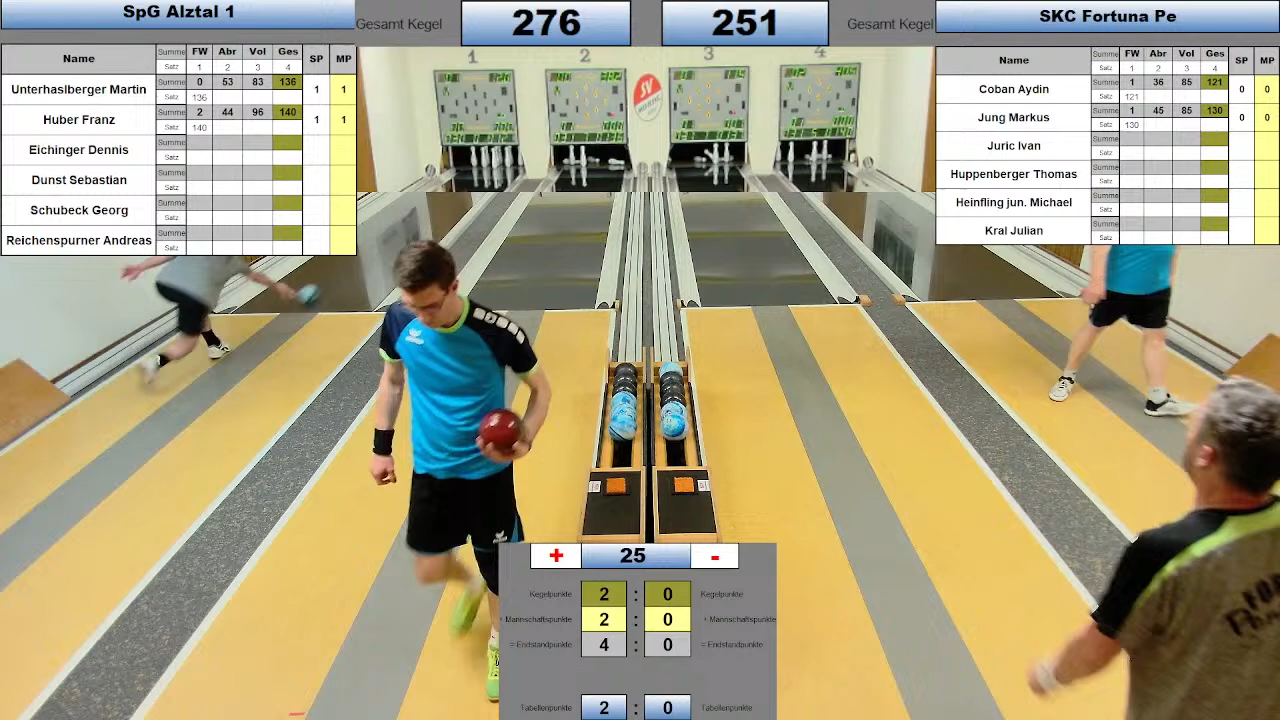 SpG Alztal 1
Gesamt Kegel
276
251
Gesamt Kegel
SKC Fortuna Pe
Name Summe FW Abr Vol Ges SP MP
Satz 1 2 3 4
Unterhaslberger Martin Summe 0 53 83 136 1 1
Satz 136
Huber Franz Summe 2 44 96 140 1 1
Satz 140
Eichinger Dennis Summe
Satz
Dunst Sebastian Summe
Satz
Schubeck Georg Summe
Satz
Reichenspurner Andreas Summe
Satz
1 2 3 4
SV
Name Summe FW Abr Vol Ges SP MP
Satz 1 2 3 4
Coban Aydin Summe 1 36 85 121 0 0
Satz 121
Jung Markus Summe 1 45 85 130 0 0
Satz 130
Juric Ivan Summe
Satz
Huppenberger Thomas Summe
Satz
Heinfling jun. Michael Summe
Satz
Kral Julian Summe
Satz
+ 25 -
Kegelpunkte 2 : 0 Kegelpunkte
Mannschaftspunkte 2 : 0 + Mannschaftspunkte
= Endstandpunkte 4 : 0 = Endstandpunkte
Tabellenpunkte 2 : 0 Tabellenpunkte